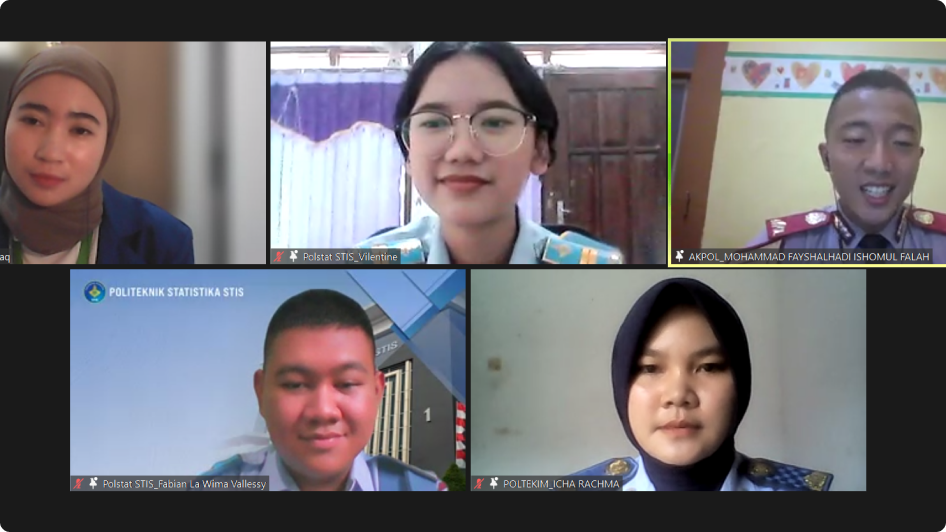 aq
Polstat STIS_Vilentine
AKPOL_MOHAMMAD FAYSHALHADI ISHOMUL FALAH
POLITEKNIK STATISTIKA STIS
STIS
1
Polstat STIS_Fabian La Wima Vallessy
POLTEKIM_ICHA RACHMA